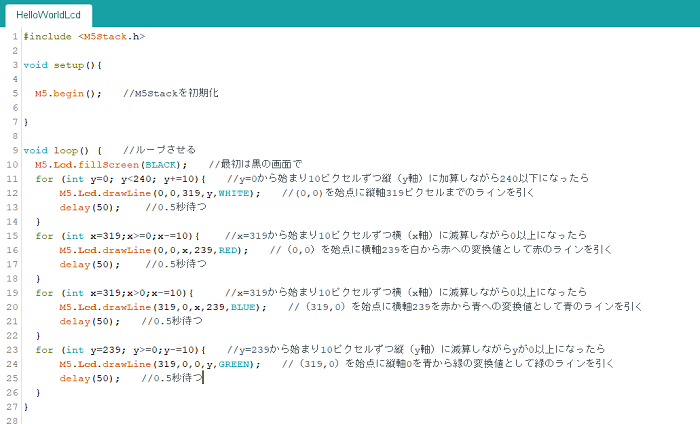 HelloWorldLcd
1 #include <M5Stack.h>
2
3 void setup(){
4
5 M5.begin(); //M5Stackを初期化
6
7 }
8
9 void loop() { //ループさせる
10 M5.Lcd.fillScreen(BLACK); //最初は黒の画面で
11 for (int y=0; y<240; y+=10){ //y=0から始まり10ピクセルずつ縦（y軸）に加算しながら240以下になったら
12 M5.Lcd.drawLine(0,0,319,y,WHITE); //(0,0)を始点に縦軸319ピクセルまでのラインを引く
13 delay(50); //0.5秒待つ
14 }
15 for (int x=319;x>=0;x-=10){ //x=319から始まり10ピクセルずつ横（x軸）に減算しながら0以上になったら
16 M5.Lcd.drawLine(0,0,x,239,RED); //（0,0）を始点に横軸239を白から赤への変換値として赤のラインを引く
17 delay(50); //0.5秒待つ
18 }
19 for (int x=319;x>0;x-=10){ //x=319から始まり10ピクセルずつ横（x軸）に減算しながら0以上になったら
20 M5.Lcd.drawLine(319,0,x,239,BLUE); //（319,0）を始点に横軸239を赤から青への変換値として青のラインを引く
21 delay(50); //0.5秒待つ
22 }
23 for (int y=239; y>=0;y-=10){ //y=239から始まり10ピクセルずつ縦（y軸）に減算しながらyが0以上になったら
24 M5.Lcd.drawLine(319,0,0,y,GREEN); //（319,0）を始点に縦軸0を青から緑の変換値として緑のラインを引く
25 delay(50); //0.5秒待つ
26 }
27 }
28